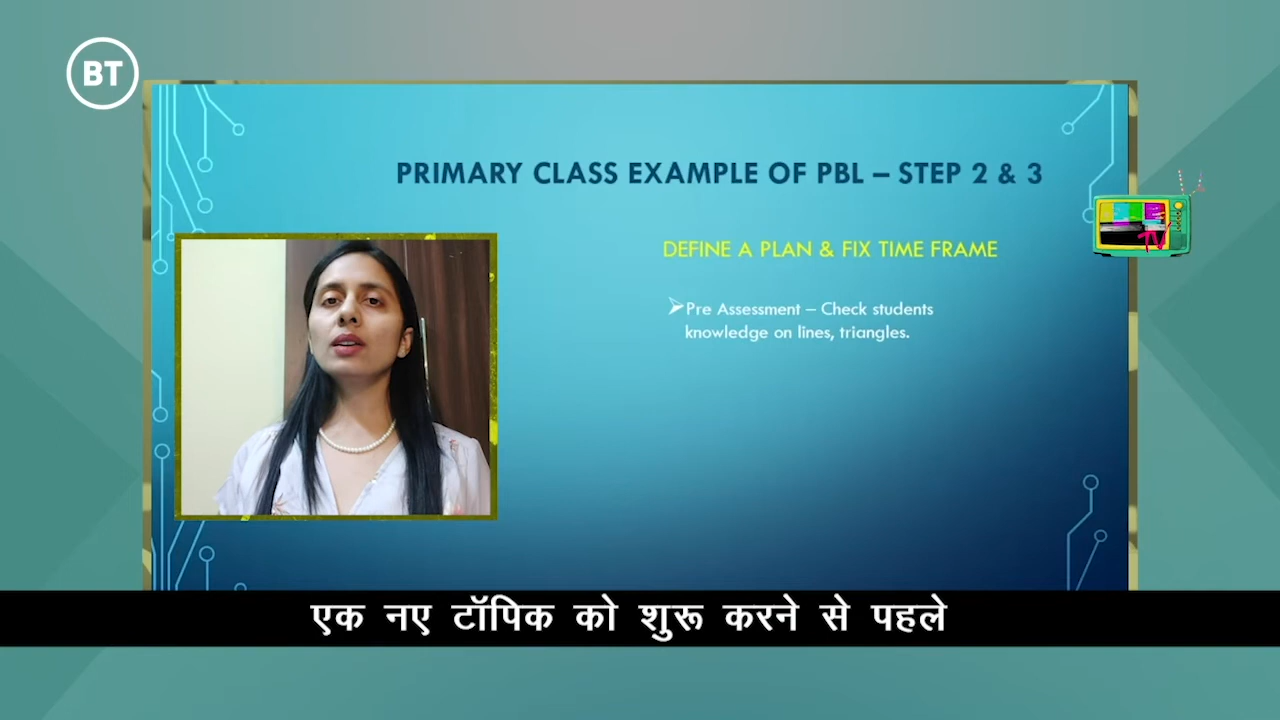 BT
PRIMARY CLASS EXAMPLE OF PBL – STEP 2 & 3
TV
DEFINE A PLAN & FIX TIME FRAME
➢Pre Assessment – Check students
knowledge on lines, triangles.
एक नए टॉपिक को शुरू करने से पहले